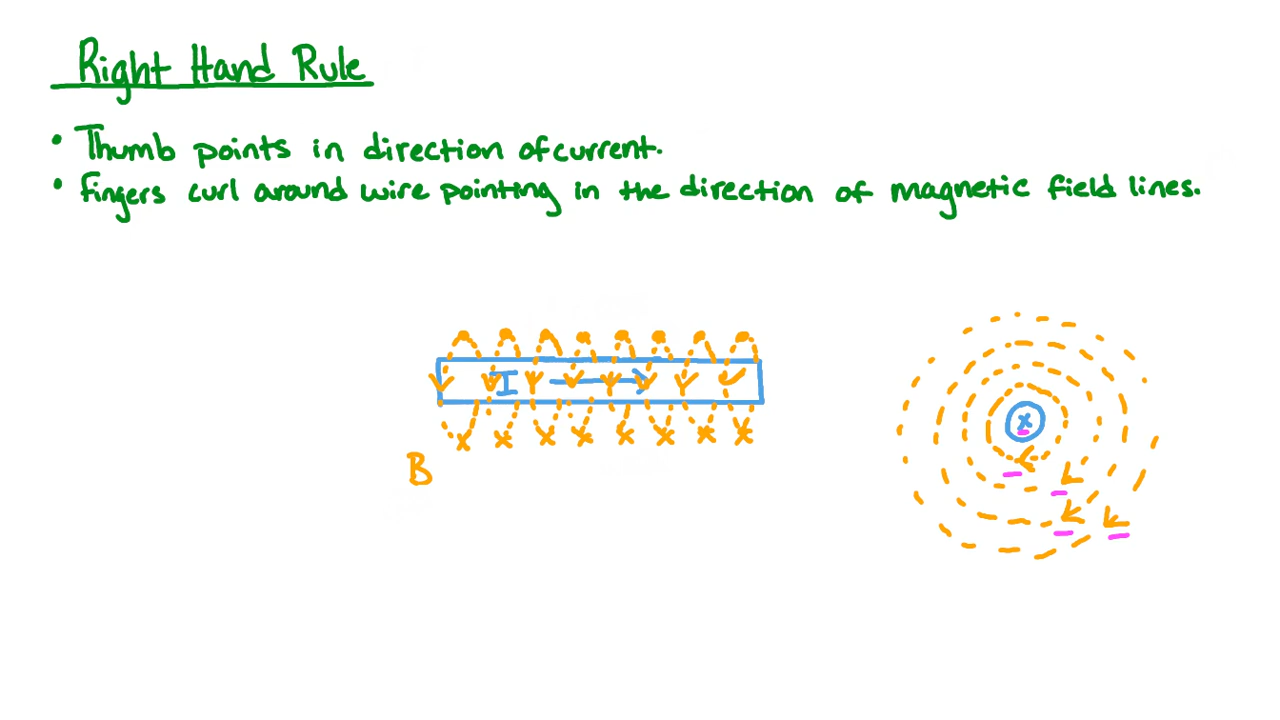 Right Hand Rule
• Thumb points in direction of current.
• fingers curl around wire pointing in the direction of magnetic field lines.
I
x
B